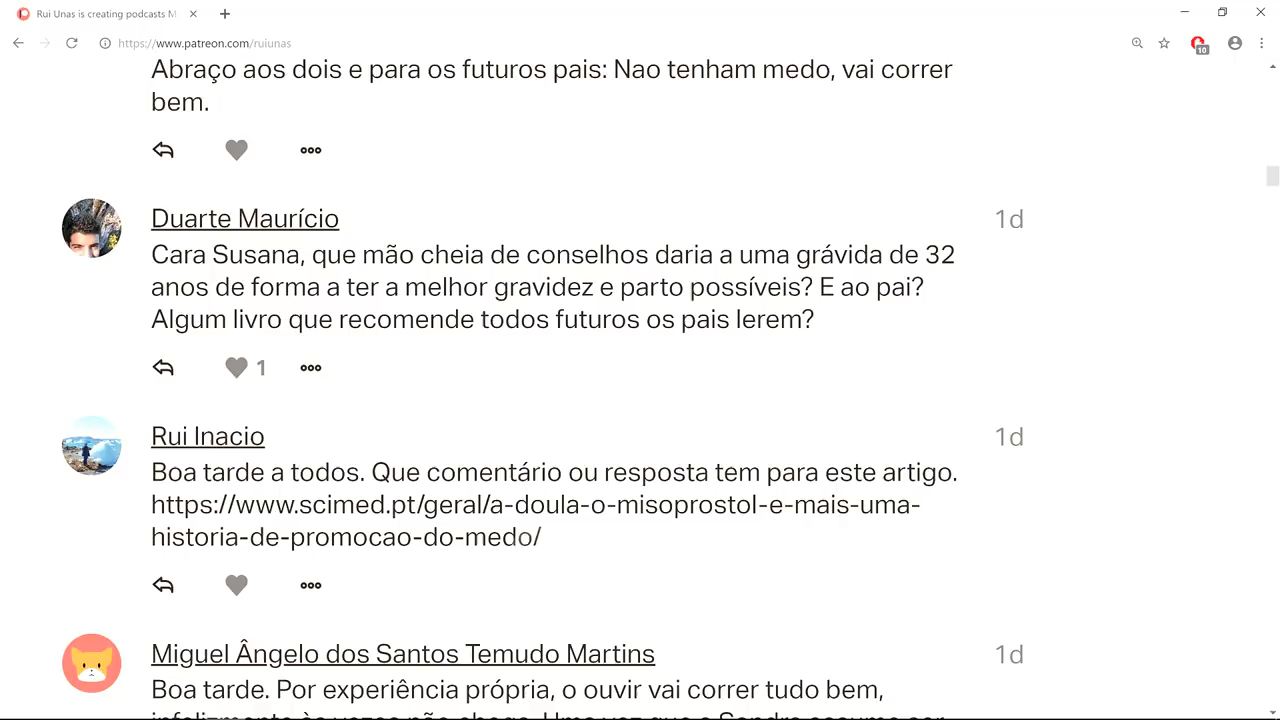 Rui Unas is creating podcasts M
https://www.patreon.com/ruiunas
10
Abraço aos dois e para os futuros pais: Nao tenham medo, vai correr
bem.
Duarte Maurício
1d
Cara Susana, que mão cheia de conselhos daria a uma grávida de 32
anos de forma a ter a melhor gravidez e parto possíveis? E ao pai?
Algum livro que recomende todos futuros os pais lerem?
1
Rui Inacio
1d
Boa tarde a todos. Que comentário ou resposta tem para este artigo.
https://www.scimed.pt/geral/a-doula-o-misoprostol-e-mais-uma-
historia-de-promocao-do-medo/
Miguel Ângelo dos Santos Temudo Martins
1d
Boa tarde. Por experiência própria, o ouvir vai correr tudo bem,